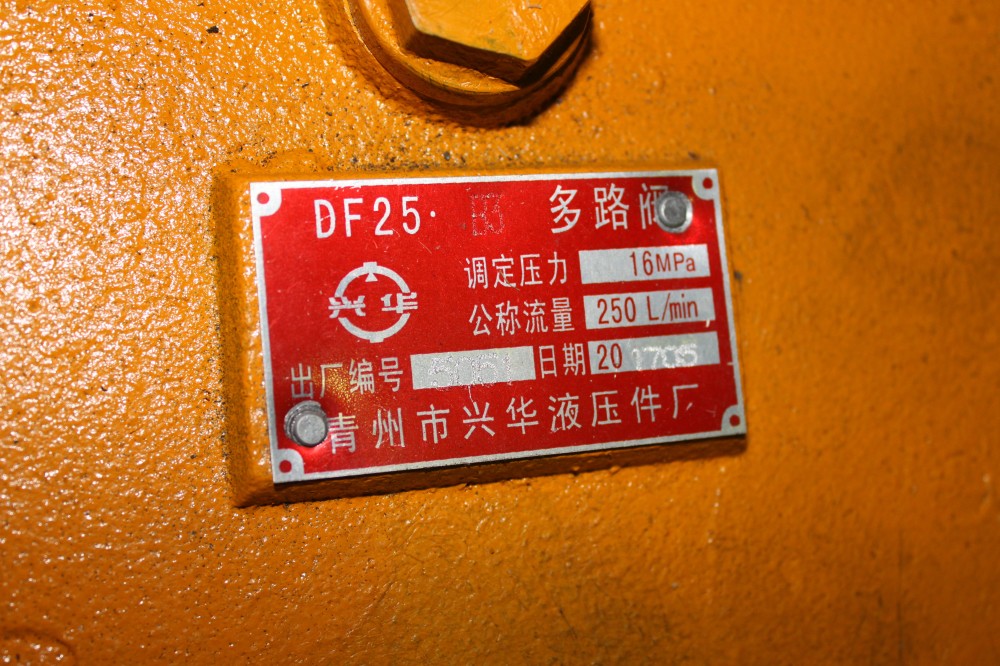 DF25· 多路阀
兴华
调定压力 16MPa
公称流量 250 L/min
出厂编号 日期 20 1705
青州市兴华液压件厂